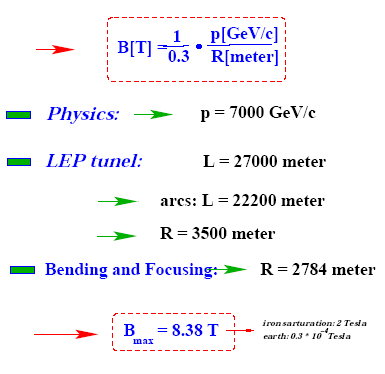 B[T] = 1/0.3 • p[GeV/c]/R[meter]
Physics: p = 7000 GeV/c
LEP tunel: L = 27000 meter
arcs: L = 22200 meter
R = 3500 meter
Bending and Focusing: R = 2784 meter
B_max = 8.38 T
iron sarturation: 2 Tesla
earth: 0.3 * 10^-4 Tesla